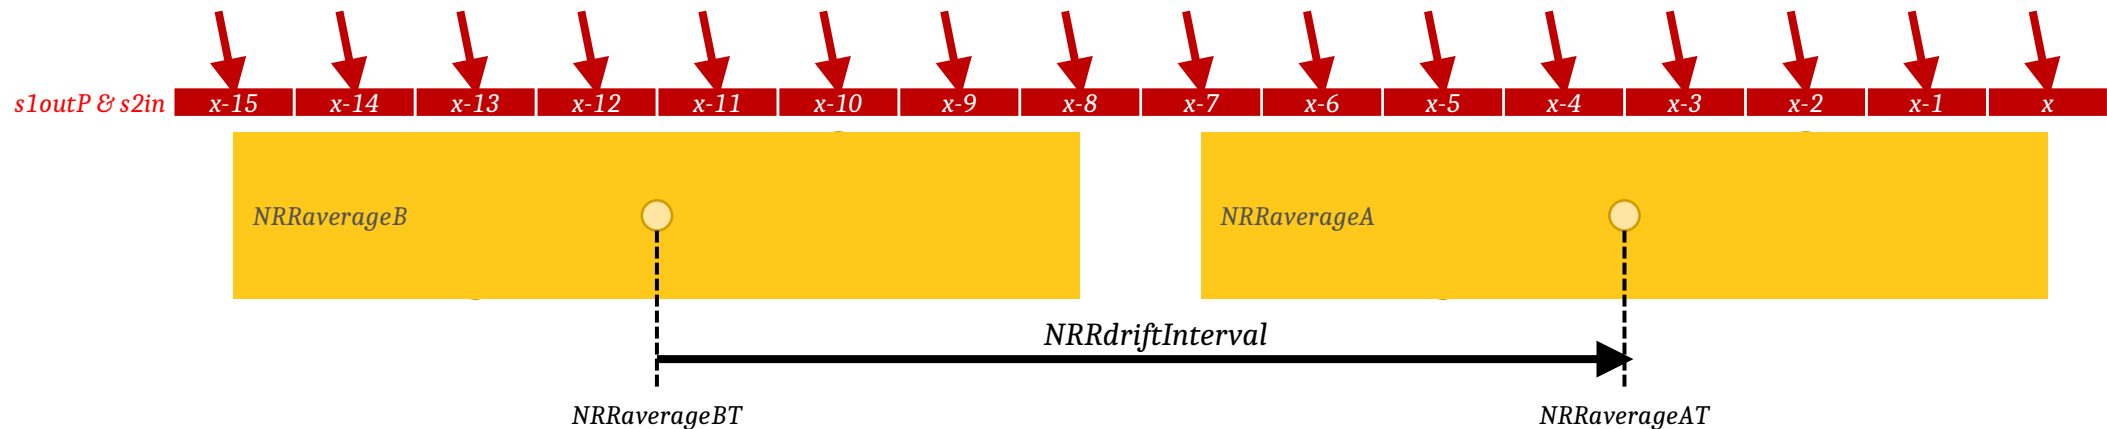 s1outP & s2in x-15 x-14 x-13 x-12 x-11 x-10 x-9 x-8 x-7 x-6 x-5 x-4 x-3 x-2 x-1 x
NRRaverageB NRRaverageA
NRRdriftInterval
NRRaverageBT NRRaverageAT